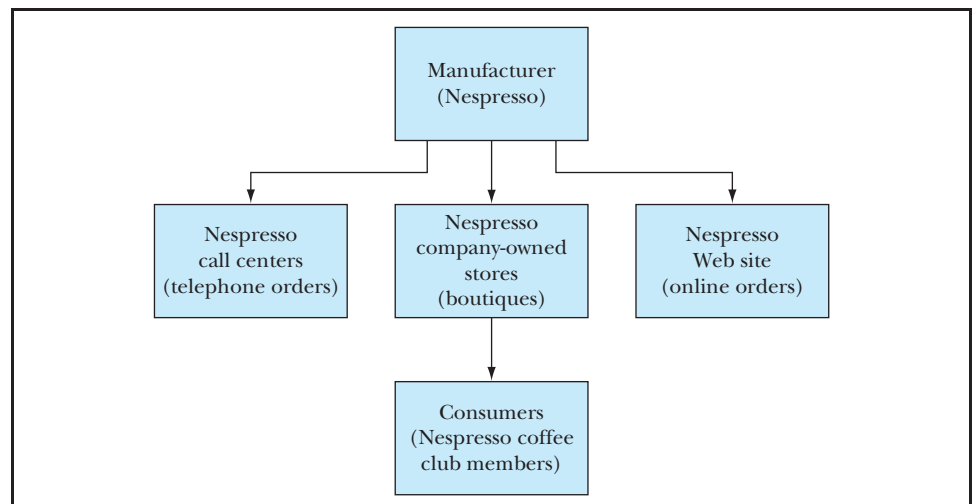 Manufacturer
(Nespresso)
Nespresso
call centers
(telephone orders)
Nespresso
company-owned
stores
(boutiques)
Nespresso
Web site
(online orders)
Consumers
(Nespresso coffee
club members)